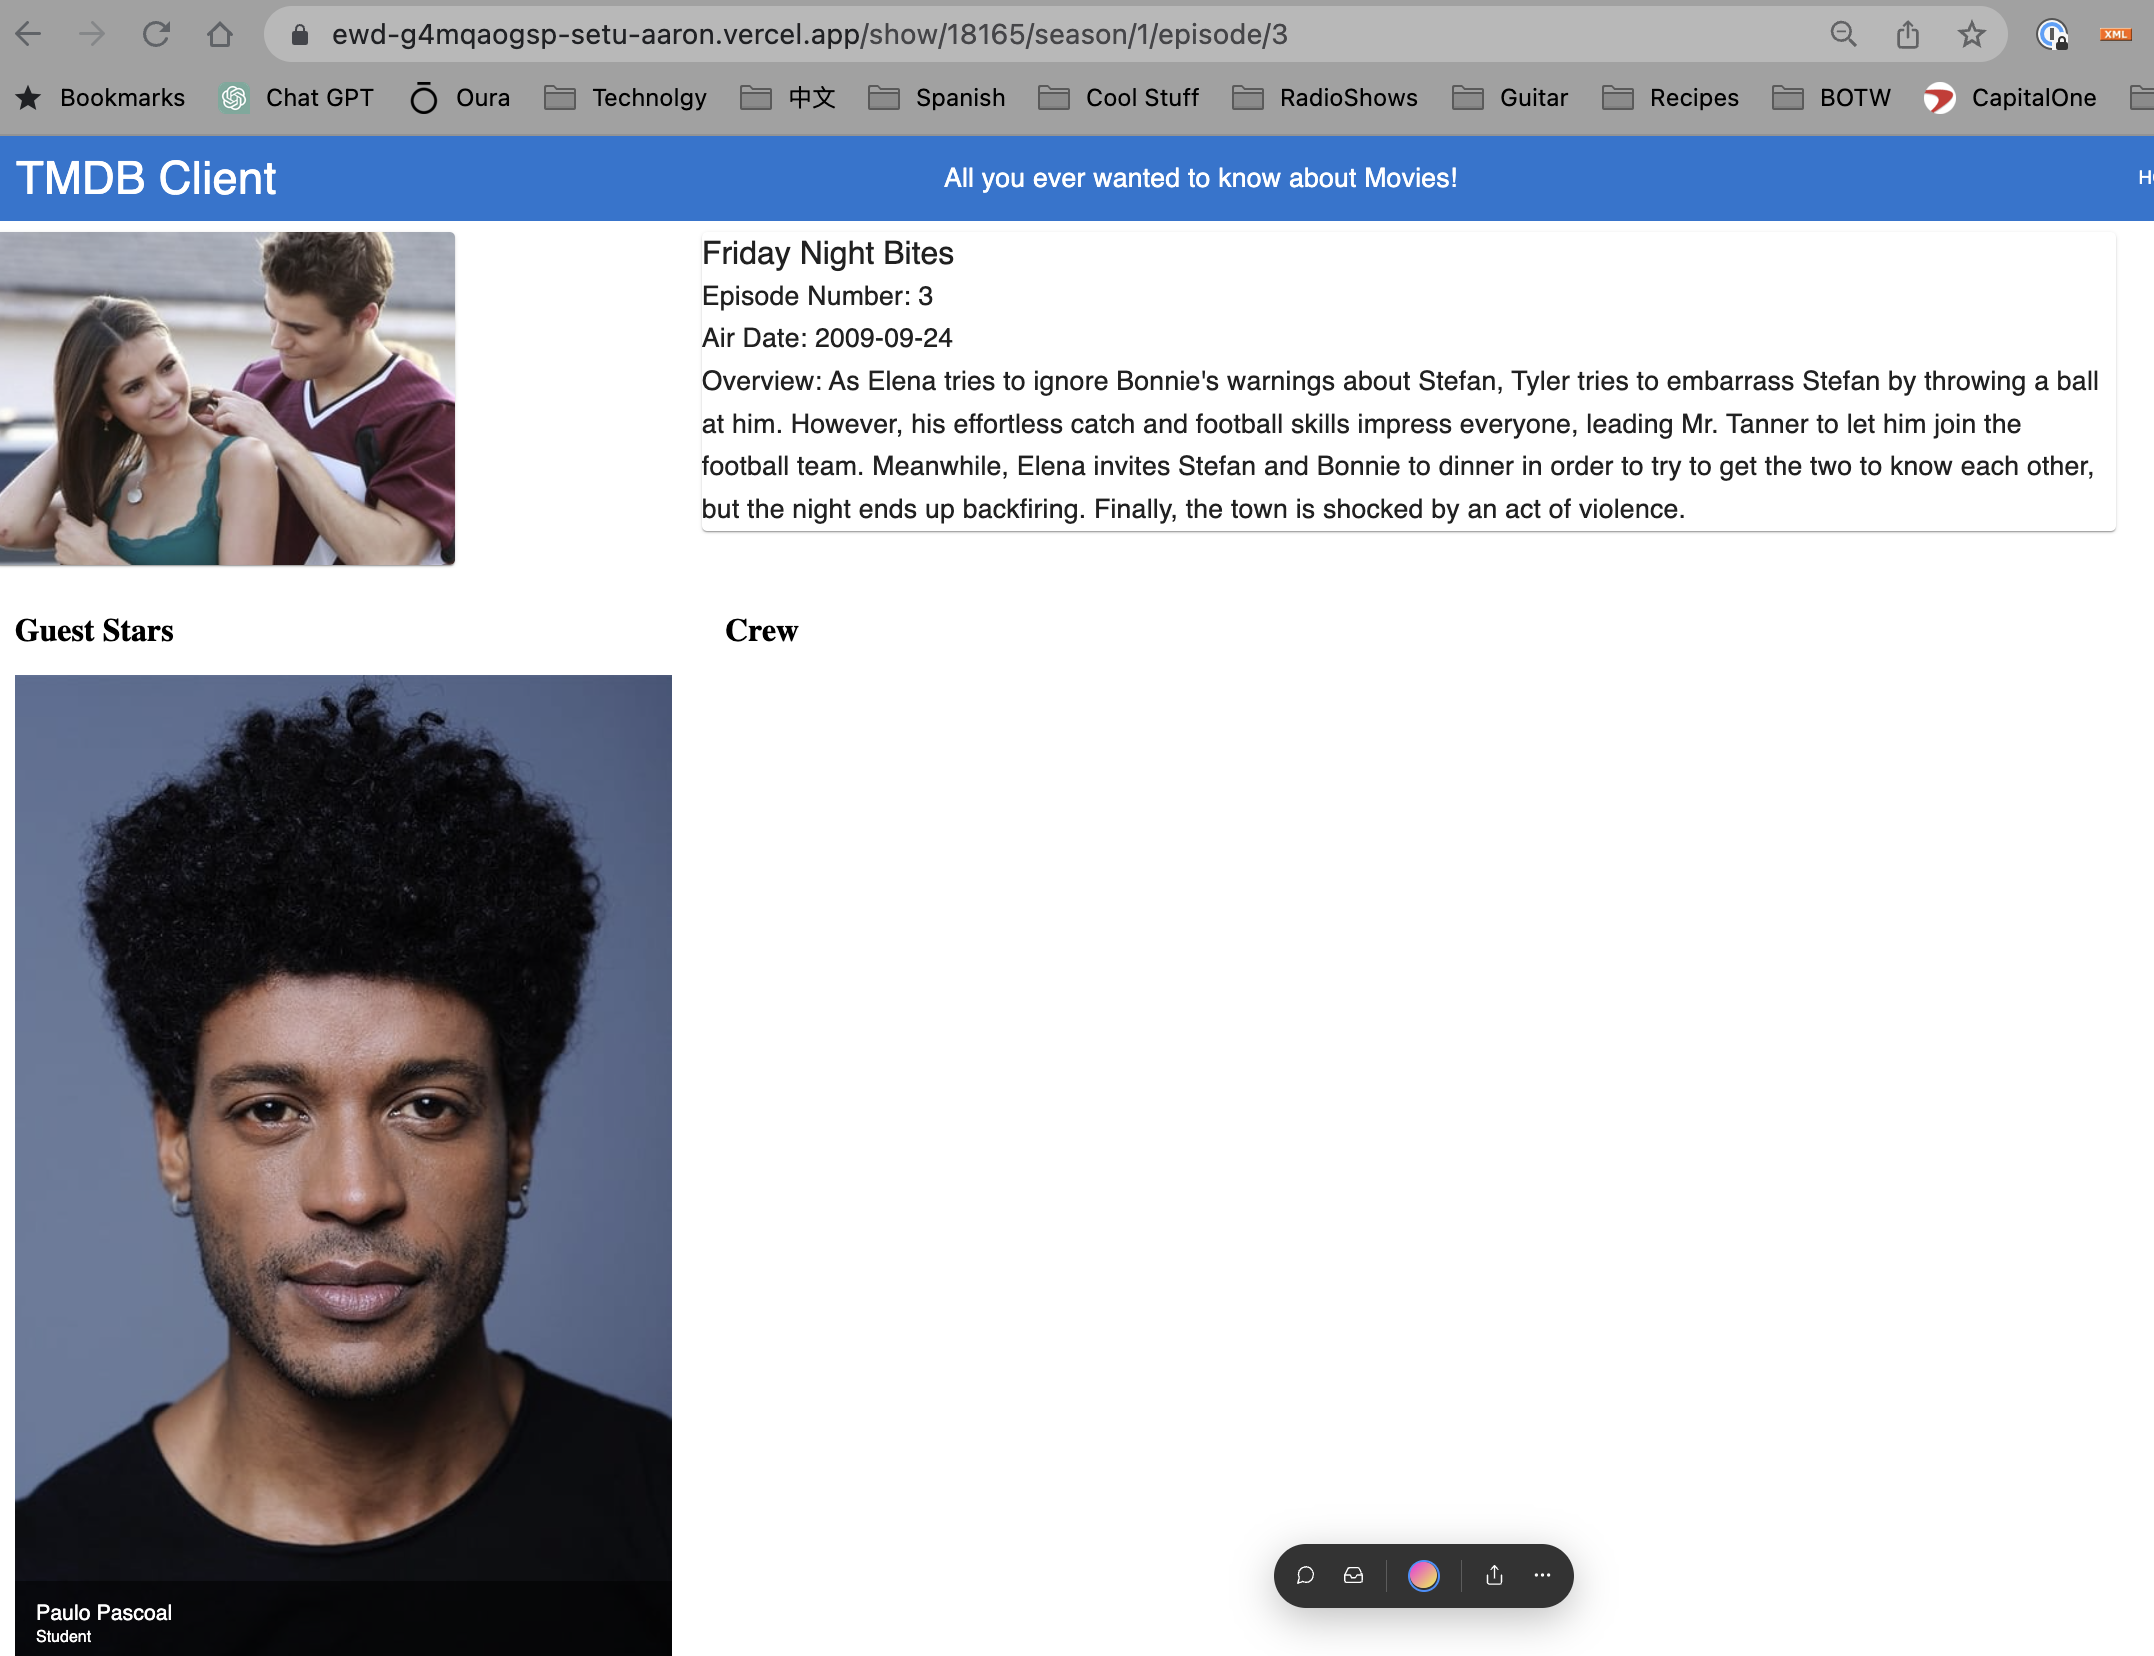 ewd-g4mqaogsp-setu-aaron.vercel.app/show/18165/season/1/episode/3
XML
Bookmarks Chat GPT Oura Technolgy 中文 Spanish Cool Stuff RadioShows Guitar Recipes BOTW CapitalOne
TMDB Client All you ever wanted to know about Movies!
Friday Night Bites
Episode Number: 3
Air Date: 2009-09-24
Overview: As Elena tries to ignore Bonnie's warnings about Stefan, Tyler tries to embarrass Stefan by throwing a ball
at him. However, his effortless catch and football skills impress everyone, leading Mr. Tanner to let him join the
football team. Meanwhile, Elena invites Stefan and Bonnie to dinner in order to try to get the two to know each other,
but the night ends up backfiring. Finally, the town is shocked by an act of violence.
Guest Stars Crew
Paulo Pascoal
Student